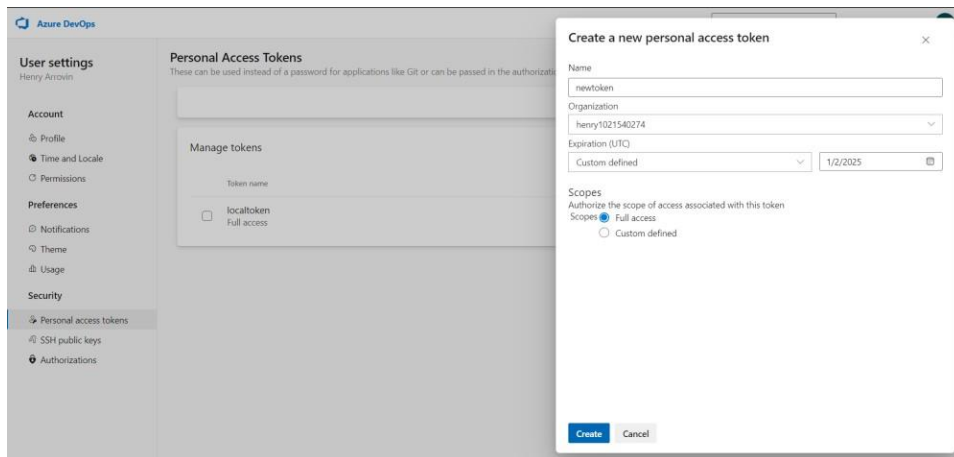 Azure DevOps
User settings
Henry Arrovin
Account
Profile
Time and Locale
Permissions
Preferences
Notifications
Theme
Usage
Security
Personal access tokens
SSH public keys
Authorizations
Personal Access Tokens
These can be used instead of a password for applications like Git or can be passed in the authorizatio
Manage tokens
Token name
localtoken
Full access
Create a new personal access token
Name
newtoken
Organization
henry1021540274
Expiration (UTC)
Custom defined 1/2/2025
Scopes
Authorize the scope of access associated with this token
Scopes Full access
Custom defined
Create Cancel